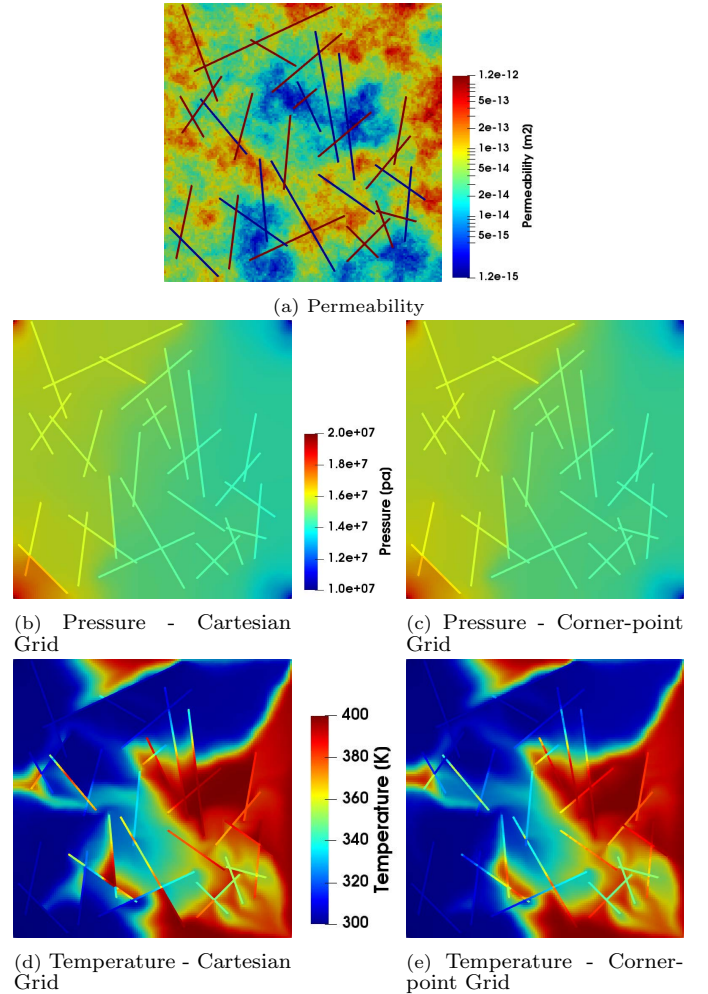 1.2e-12
5e-13
2e-13
1e-13
5e-14
2e-14
1e-14
5e-15
1.2e-15
Permeability (m2)
(a) Permeability
2.0e+07
1.8e+7
1.6e+7
1.4e+7
1.2e+7
1.0e+07
Pressure (pa)
(b) Pressure - Cartesian
Grid
(c) Pressure - Corner-point
Grid
400
380
360
340
320
300
Temperature (K)
(d) Temperature - Cartesian
Grid
(e) Temperature - Corner-
point Grid